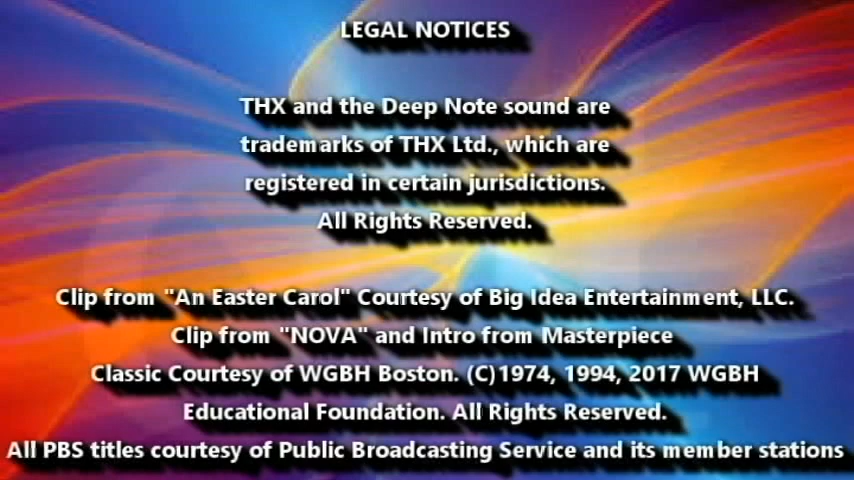 LEGAL NOTICES
THX and the Deep Note sound are
trademarks of THX Ltd., which are
registered in certain jurisdictions.
All Rights Reserved.
Clip from "An Easter Carol" Courtesy of Big Idea Entertainment, LLC.
Clip from "NOVA" and Intro from Masterpiece
Classic Courtesy of WGBH Boston. (C)1974, 1994, 2017 WGBH
Educational Foundation. All Rights Reserved.
All PBS titles courtesy of Public Broadcasting Service and its member stations